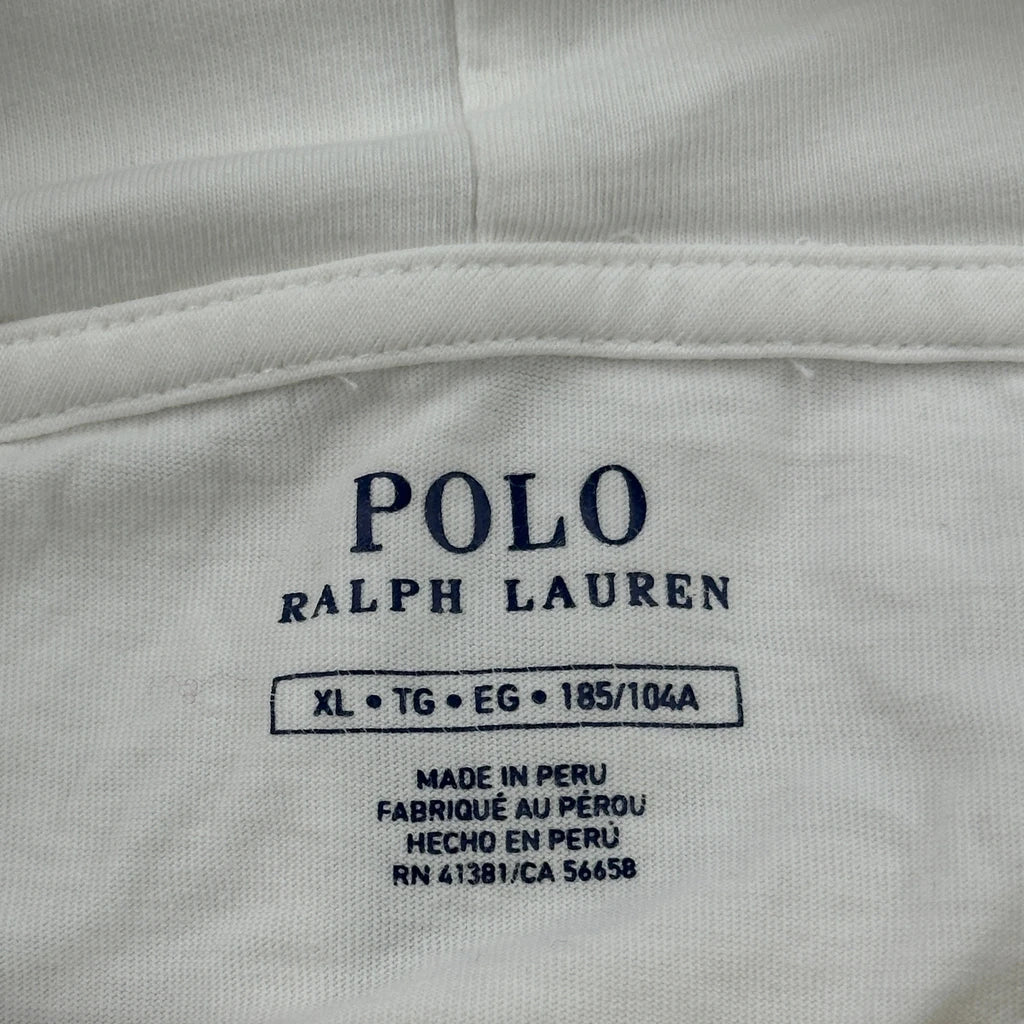 POLO
RALPH LAUREN
XL • TG • EG • 185/104A
MADE IN PERU
FABRIQUÉ AU PÉROU
HECHO EN PERÚ
RN 41381/CA 56658